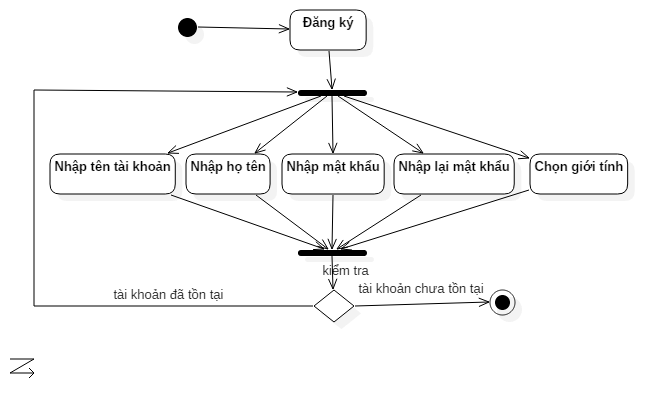 Đăng ký
Nhập tên tài khoản
Nhập họ tên
Nhập mật khẩu
Nhập lại mật khẩu
Chọn giới tính
kiểm tra
tài khoản đã tồn tại
tài khoản chưa tồn tại